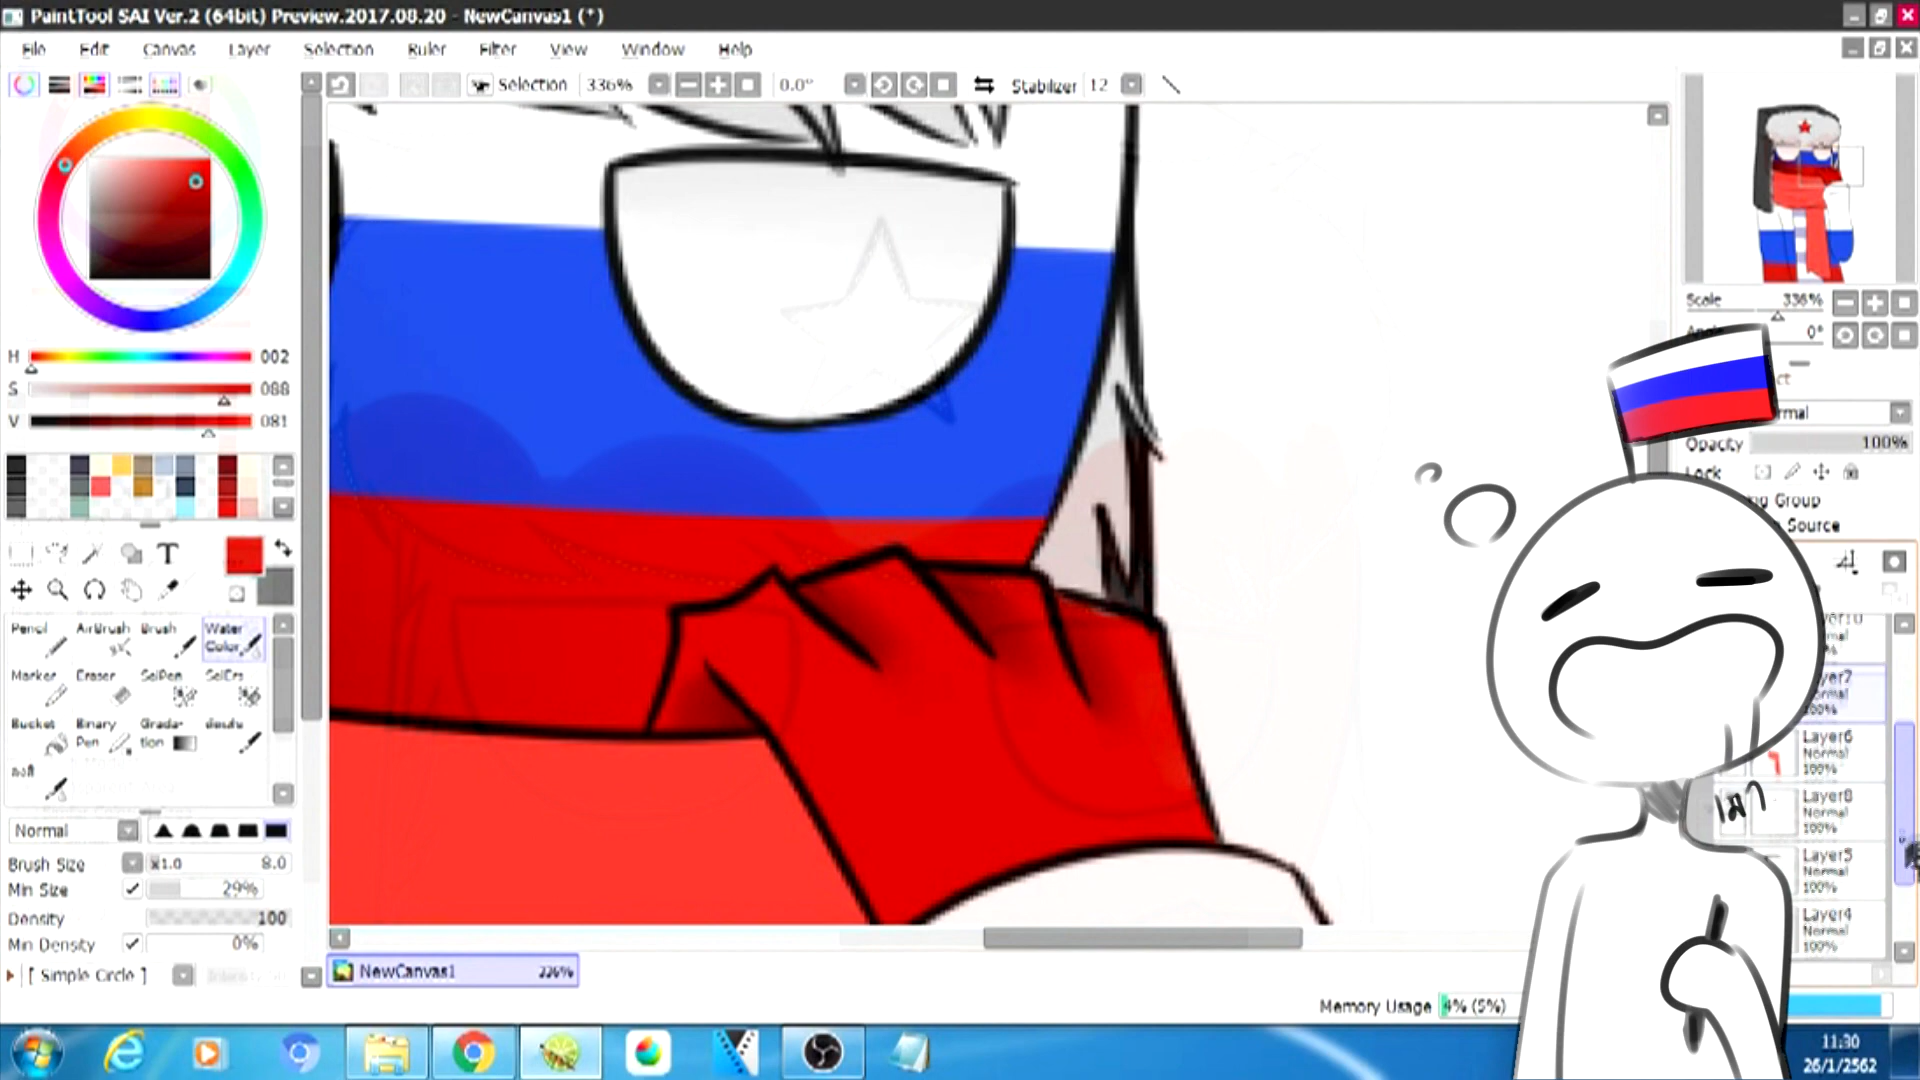 PaintTool SAI Ver.2 (64bit) Preview.2017.08.20 - NewCanvas1 (*)
File Edit Canvas Layer Selection Ruler Filter View Window Help
Selection 336% 0.0° Stabilizer 12
Scale 336%
0°
H 002
S 088
V 081
Opacity 100%
Lock
Group
Source
T
Pencil AirBrush Brush Water Color
Marker Eraser SelPen SelErs
Bucket Binary Pen Gradation
Layer6
Normal
100%
Layer8
Normal
100%
Layer5
Normal
100%
Layer4
Normal
100%
Normal
Brush Size x1.0 8.0
Min Size 29%
Density 100
Min Density 0%
[ Simple Circle ]
NewCanvas1 336%
Memory Usage 4% (5%)
11:30
26/1/2562